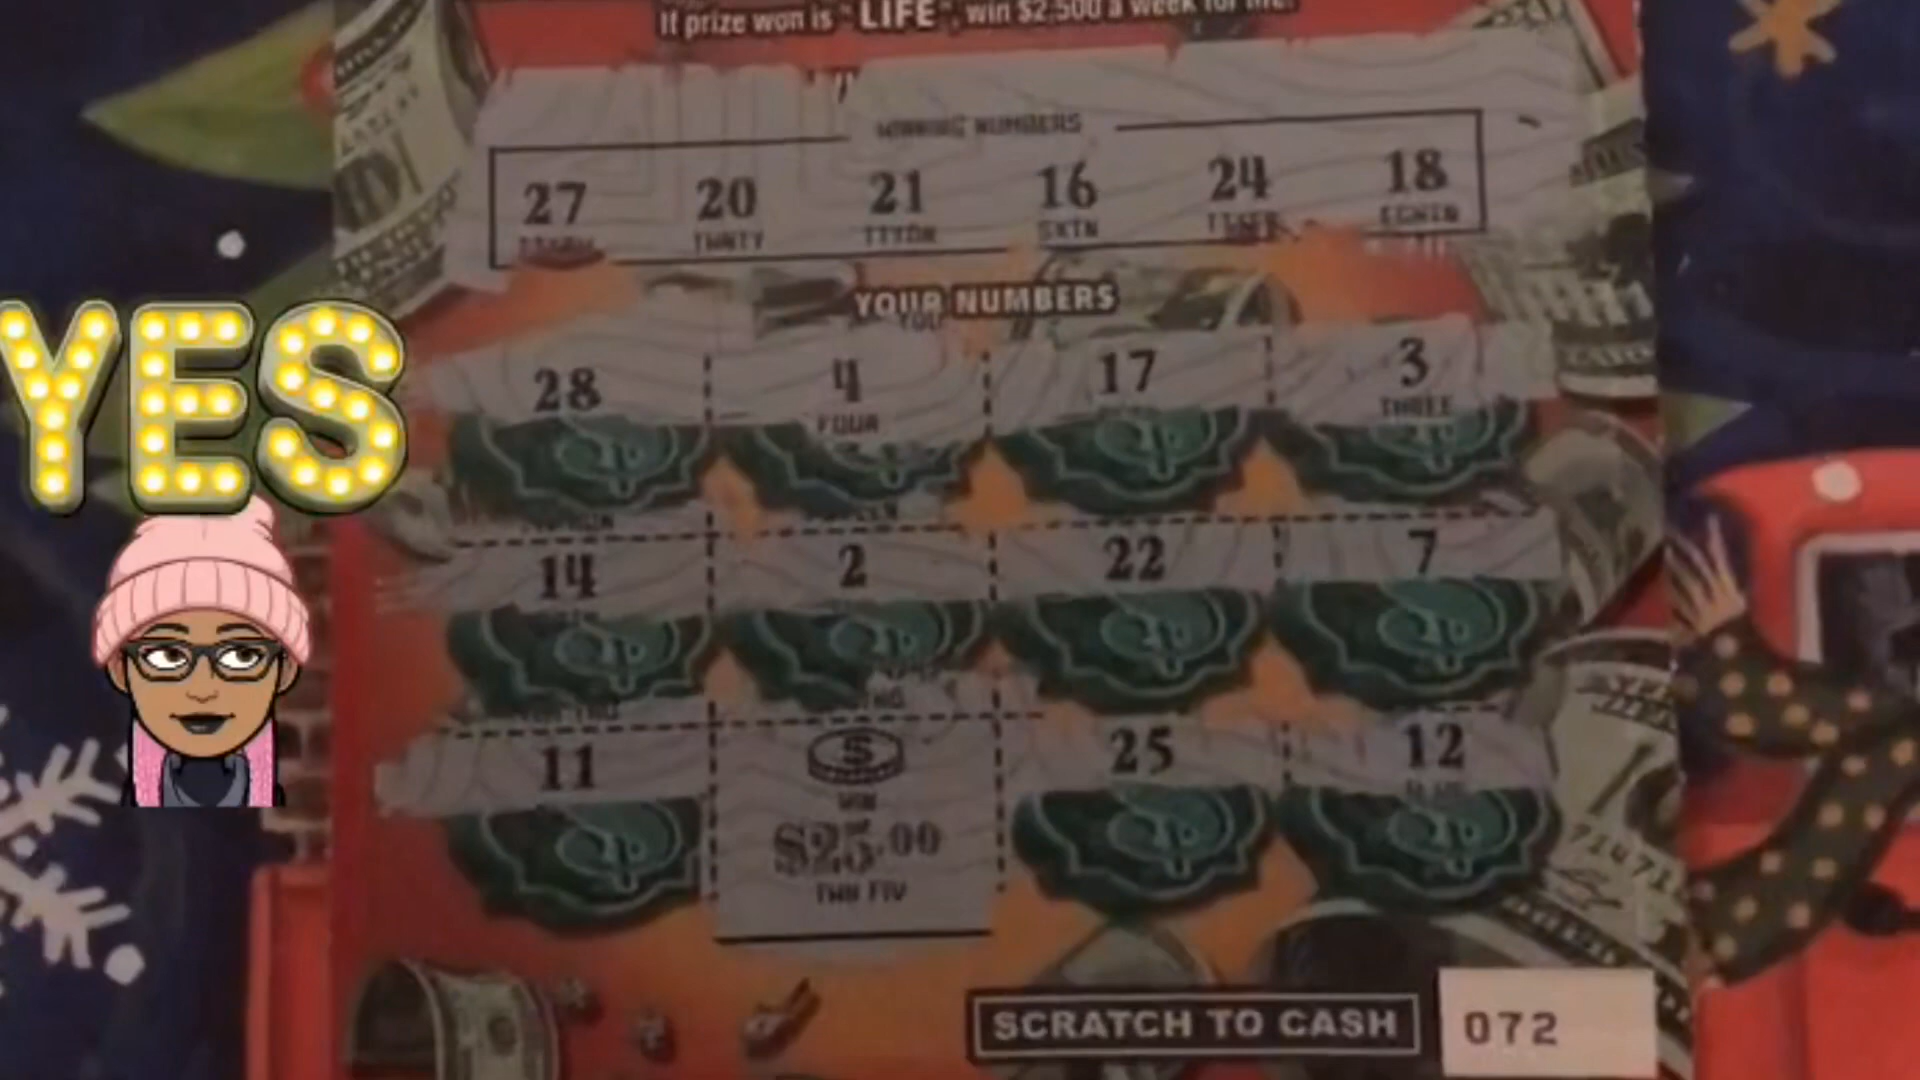 If prize won is "LIFE", win $2,500 a week for life.
WINNING NUMBERS
27 20 21 16 24 18
TWNTY TTYON SXTN EGHTN
YOUR NUMBERS
28 4 17 3
FOUR THREE
YES
14 2 22 7
11 $ 25 12
WIN
$25.00
TWN FIV
SCRATCH TO CASH
072